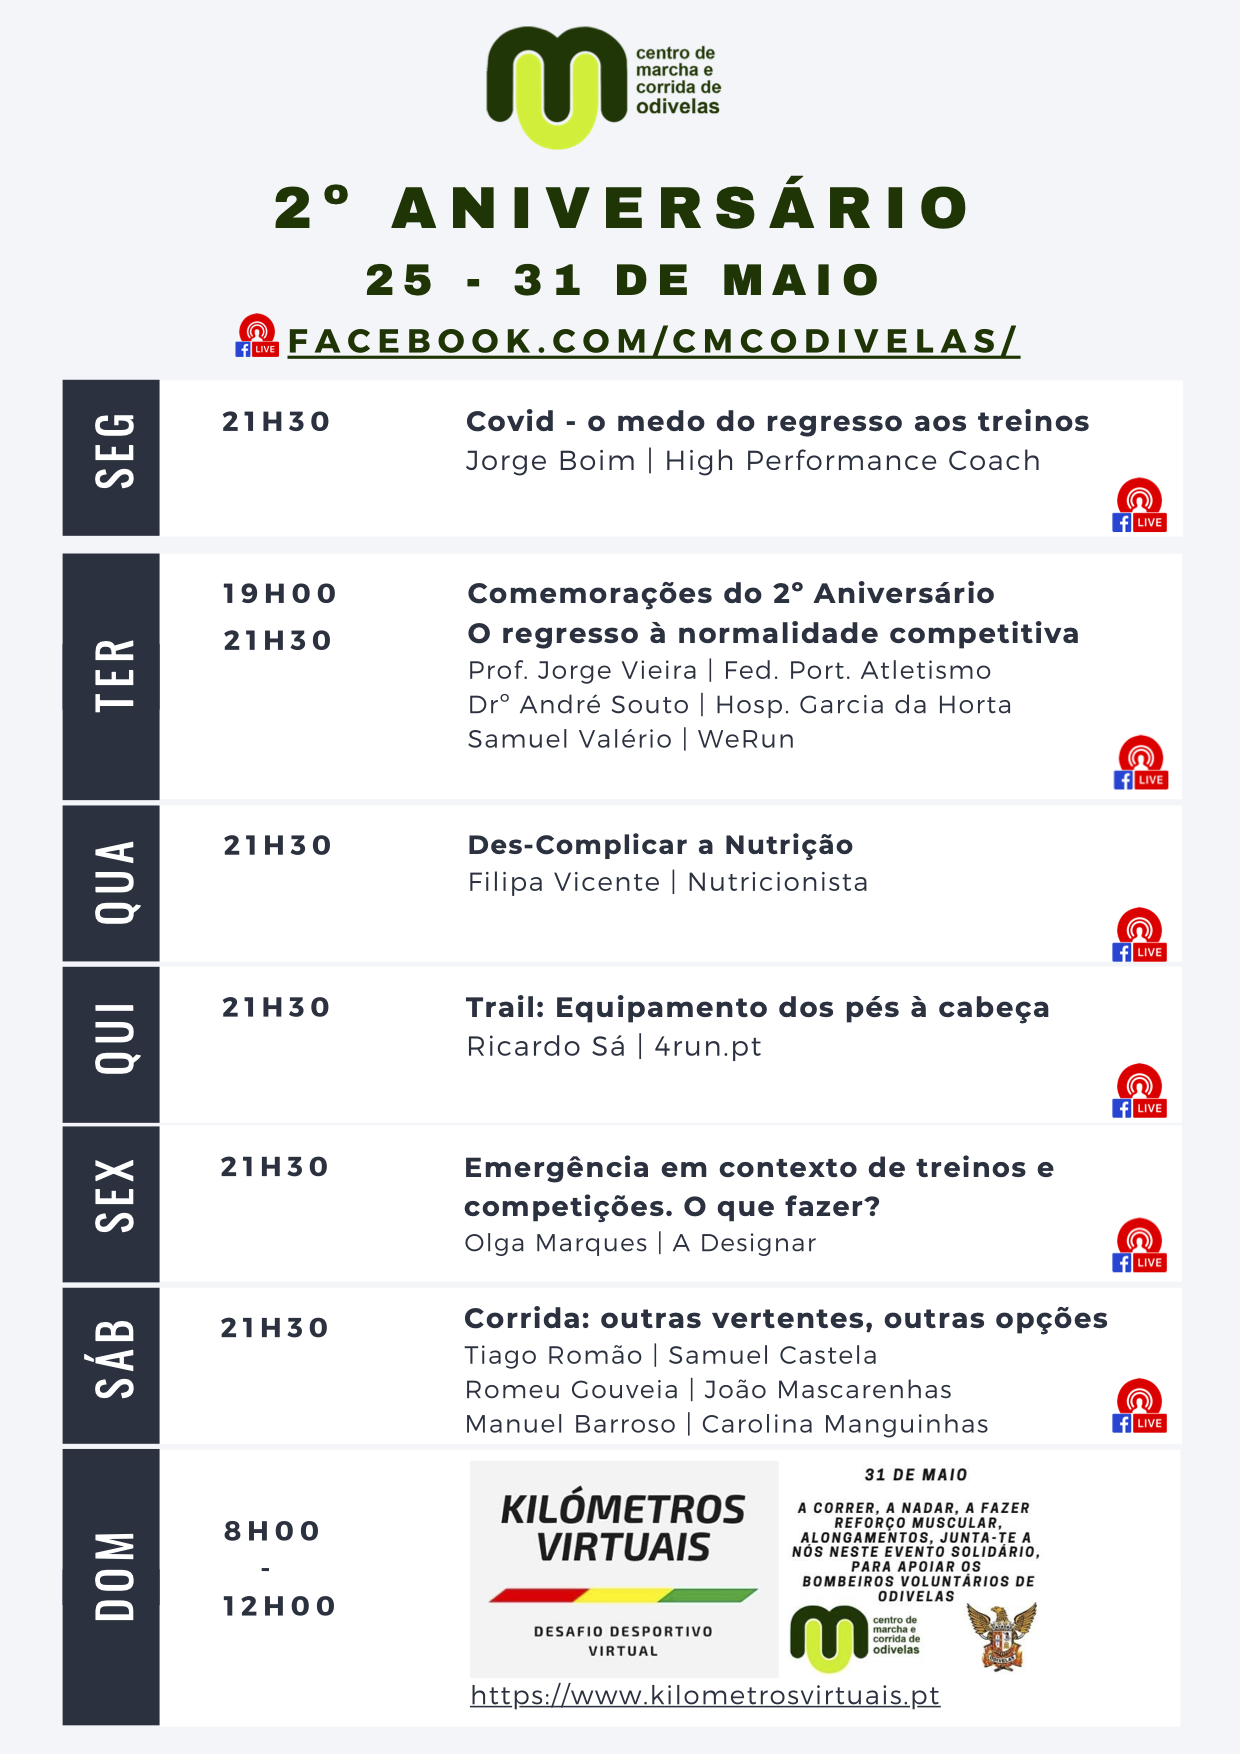 centro de
marcha e
corrida de
odivelas
2º ANIVERSÁRIO
25 - 31 DE MAIO
f LIVE FACEBOOK.COM/CMCODIVELAS/
SEG
21H30
Covid - o medo do regresso aos treinos
Jorge Boim | High Performance Coach
f LIVE
TER
19H00
Comemorações do 2º Aniversário
21H30
O regresso à normalidade competitiva
Prof. Jorge Vieira | Fed. Port. Atletismo
Drº André Souto | Hosp. Garcia da Horta
Samuel Valério | WeRun
f LIVE
QUA
21H30
Des-Complicar a Nutrição
Filipa Vicente | Nutricionista
f LIVE
QUI
21H30
Trail: Equipamento dos pés à cabeça
Ricardo Sá | 4run.pt
f LIVE
SEX
21H30
Emergência em contexto de treinos e
competições. O que fazer?
Olga Marques | A Designar
f LIVE
SÁB
21H30
Corrida: outras vertentes, outras opções
Tiago Romão | Samuel Castela
Romeu Gouveia | João Mascarenhas
Manuel Barroso | Carolina Manguinhas
f LIVE
DOM
8H00
-
12H00
KILÓMETROS
VIRTUAIS
DESAFIO DESPORTIVO
VIRTUAL
31 DE MAIO
A CORRER, A NADAR, A FAZER
REFORÇO MUSCULAR,
ALONGAMENTOS, JUNTA-TE A
NÓS NESTE EVENTO SOLIDÁRIO,
PARA APOIAR OS
BOMBEIROS VOLUNTÁRIOS DE
ODIVELAS
centro de
marcha e
corrida de
odivelas
ODIVELAS
https://www.kilometrosvirtuais.pt